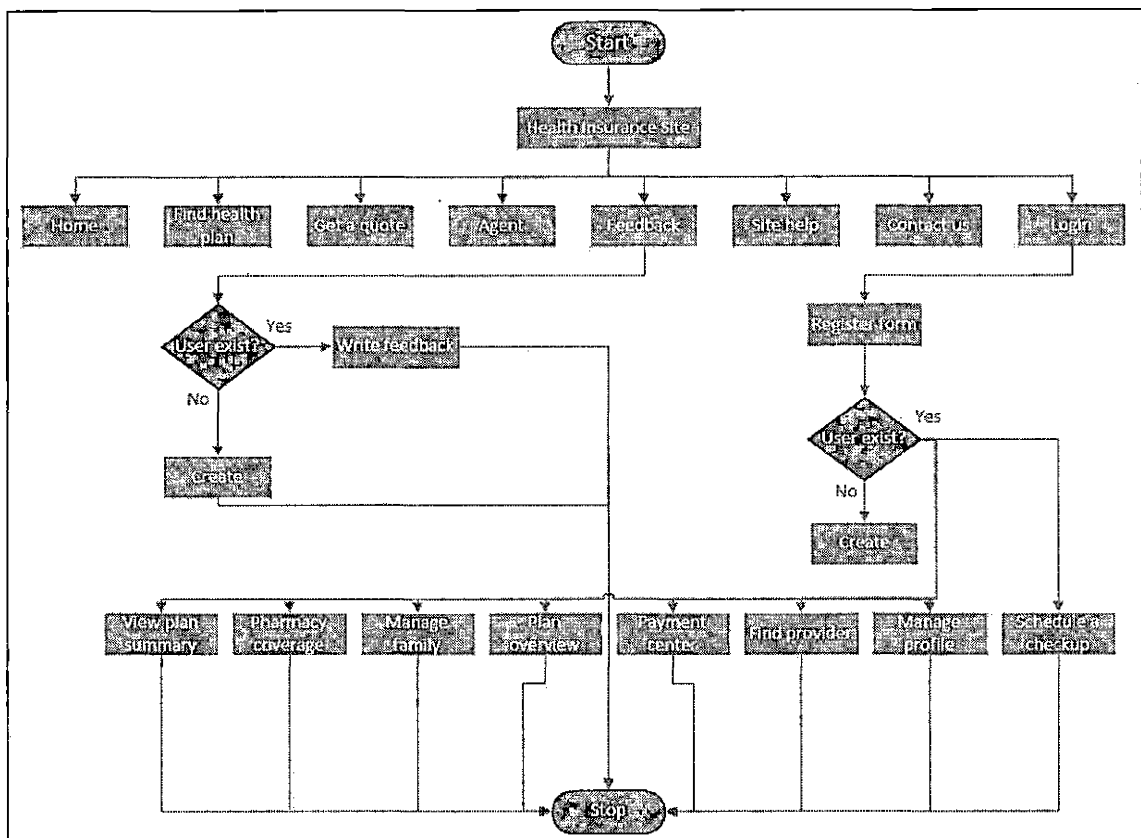 Start
Health Insurance Site
Home
Find health
plan
Get a quote
Agent
Feedback
Site help
Contact us
Login
User exist?
Yes
Write feedback
Register form
No
User exist?
Yes
Create
No
Create
View plan
summary
Pharmacy
coverage
Manage
family
Plan
overview
Payment
center
Find provider
Manage
profile
Schedule a
checkup
Stop